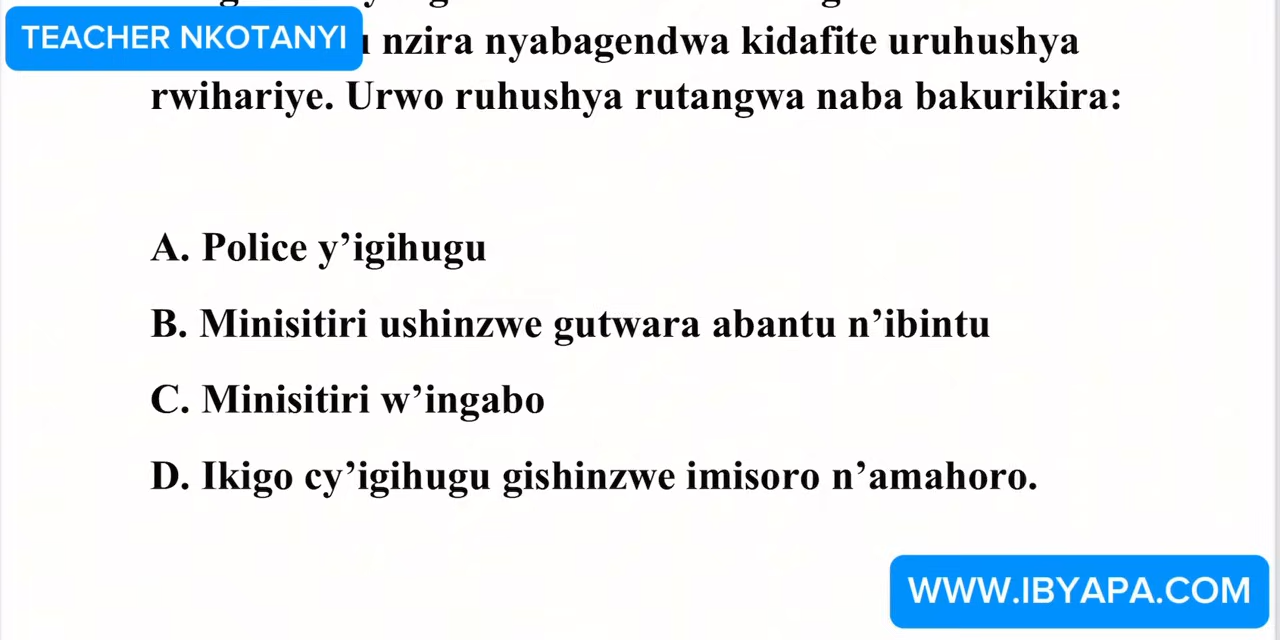 TEACHER NKOTANYI
nzira nyabagendwa kidafite uruhushya
rwihariye. Urwo ruhushya rutangwa naba bakurikira:
A. Police y’igihugu
B. Minisitiri ushinzwe gutwara abantu n’ibintu
C. Minisitiri w’ingabo
D. Ikigo cy’igihugu gishinzwe imisoro n’amahoro.
WWW.IBYAPA.COM